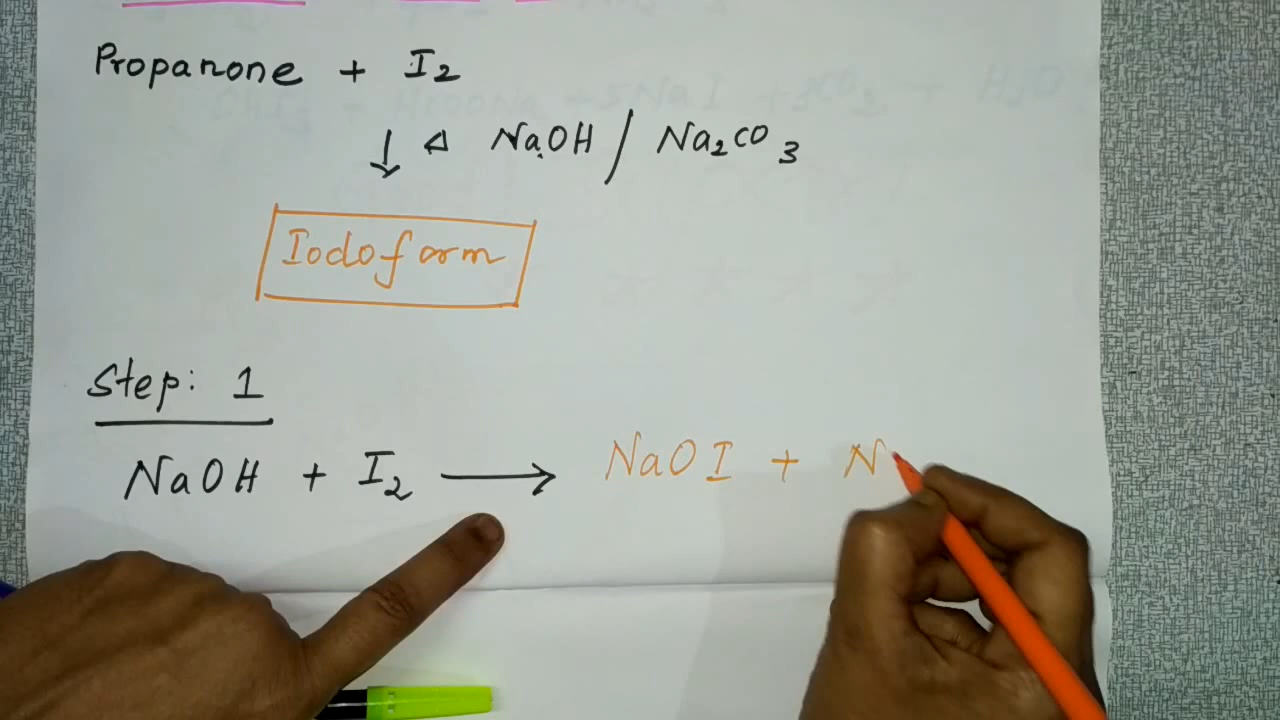 Propanone + I2
↓ Δ NaOH / Na2CO3
Iodoform
Step: 1
NaOH + I2 ⟶ NaOI + N